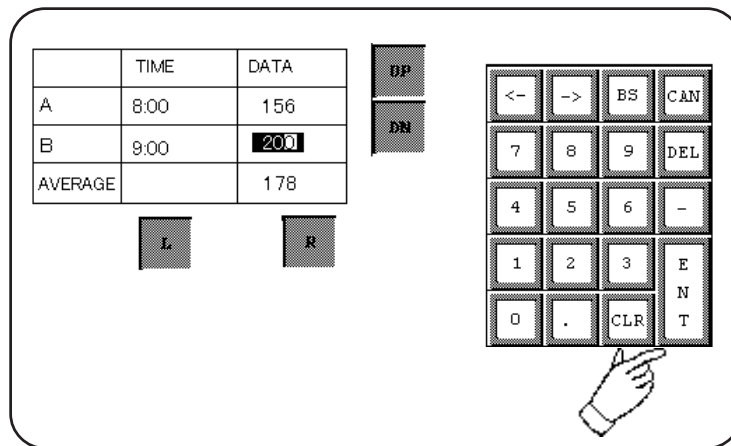 TIME DATA
A 8:00 156
B 9:00 200
AVERAGE 178
UP
DN
L R
<- -> BS CAN
7 8 9 DEL
4 5 6 -
1 2 3
0 . CLR
E
N
T